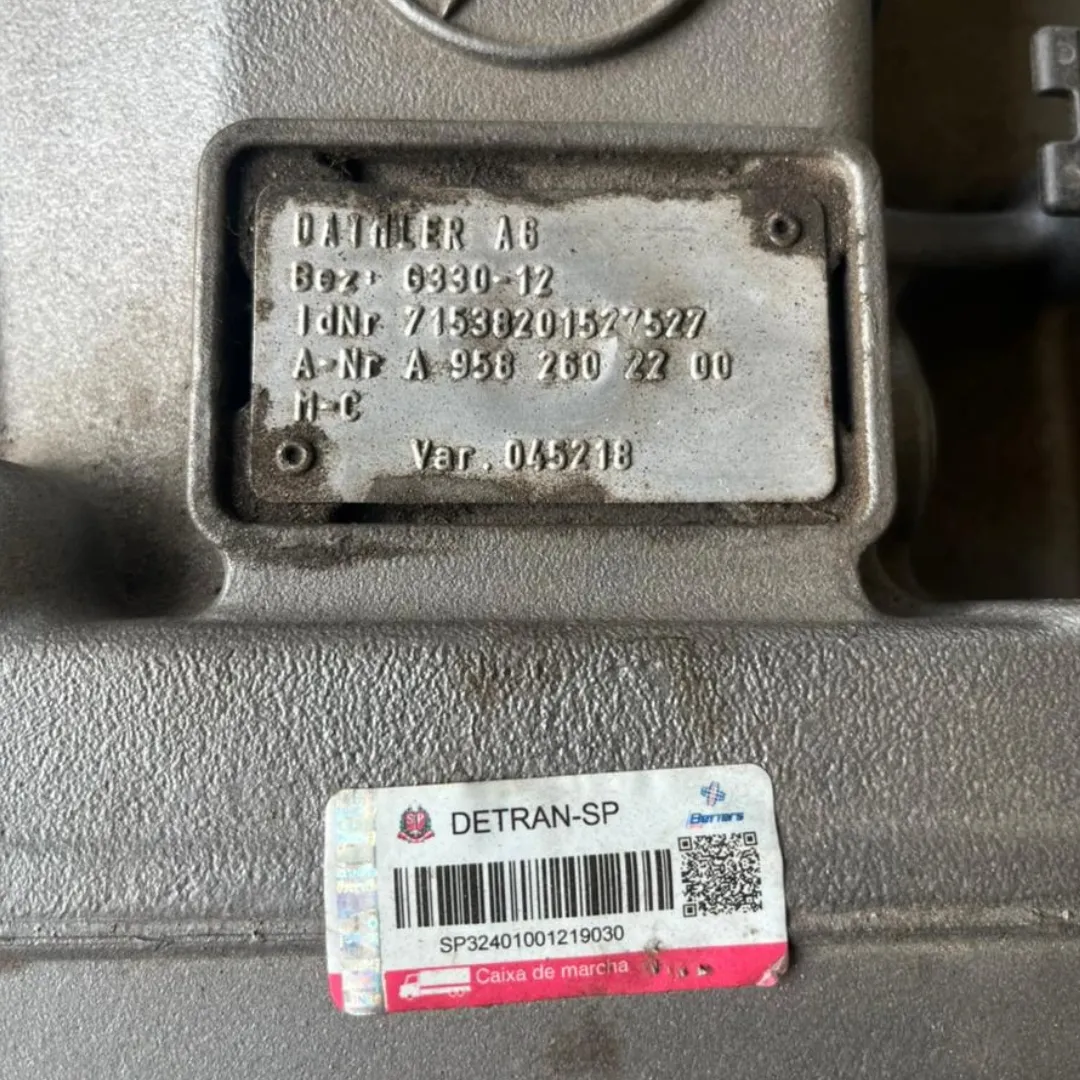 DAIMLER AG
Bez: G330-12
IdNr 71538201527527
A-Nr A 958 260 22 00
M-C
Var. 045218
SP
DETRAN-SP
SP32401001219030
Caixa de marcha